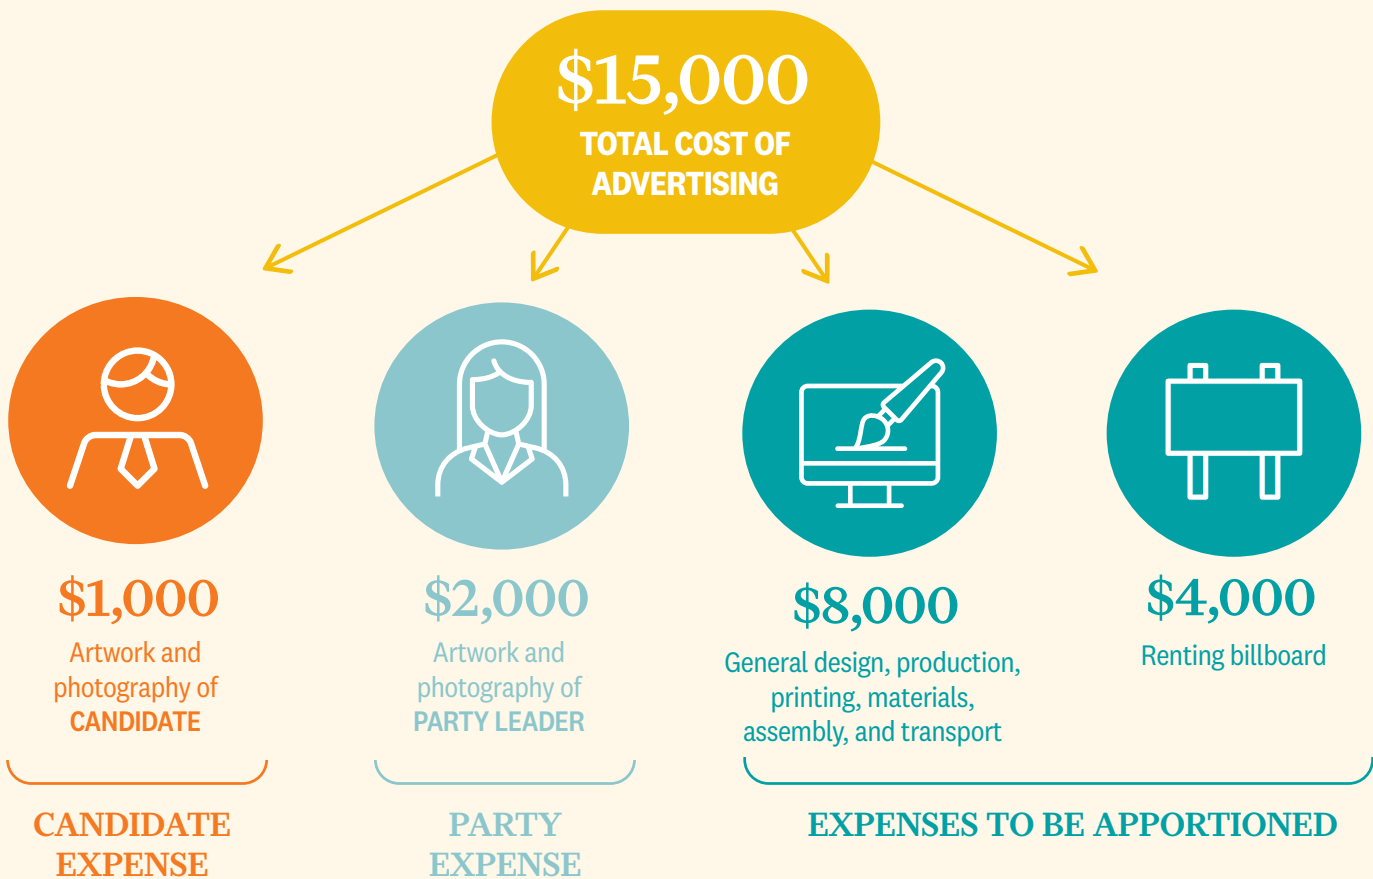 $15,000
TOTAL COST OF
ADVERTISING
$1,000
Artwork and
photography of
CANDIDATE
CANDIDATE
EXPENSE
$2,000
Artwork and
photography of
PARTY LEADER
PARTY
EXPENSE
$8,000
General design, production,
printing, materials,
assembly, and transport
$4,000
Renting billboard
EXPENSES TO BE APPORTIONED